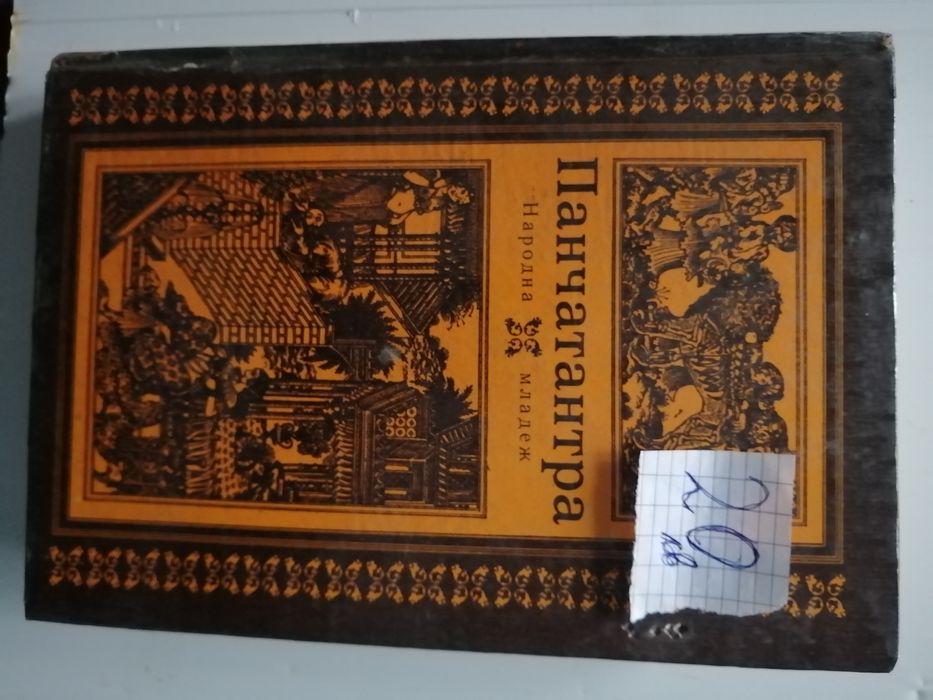 Панчатантра
Народна младеж
20
лв